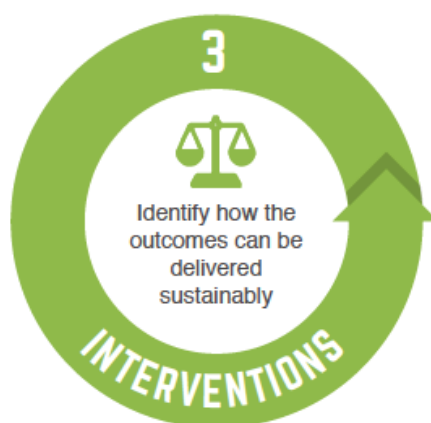 3
Identify how the
outcomes can be
delivered
sustainably
INTERVENTIONS